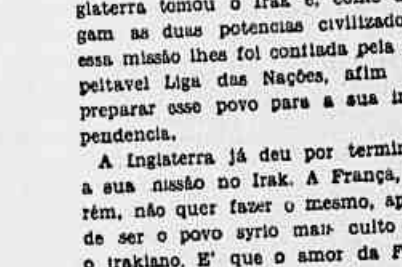 glaterra tomou o Irak e, como
gam as duas potencias civilizado
essa missão lhes foi confiada pela
peitavel Liga das Nações, afim
preparar esse povo para a sua in
pendencia.
A Inglaterra já deu por termin
a sua missão no Irak. A França,
rém, não quer fazer o mesmo, ap
de ser o povo syrio mais culto
o irakiano. E' que o amor da F